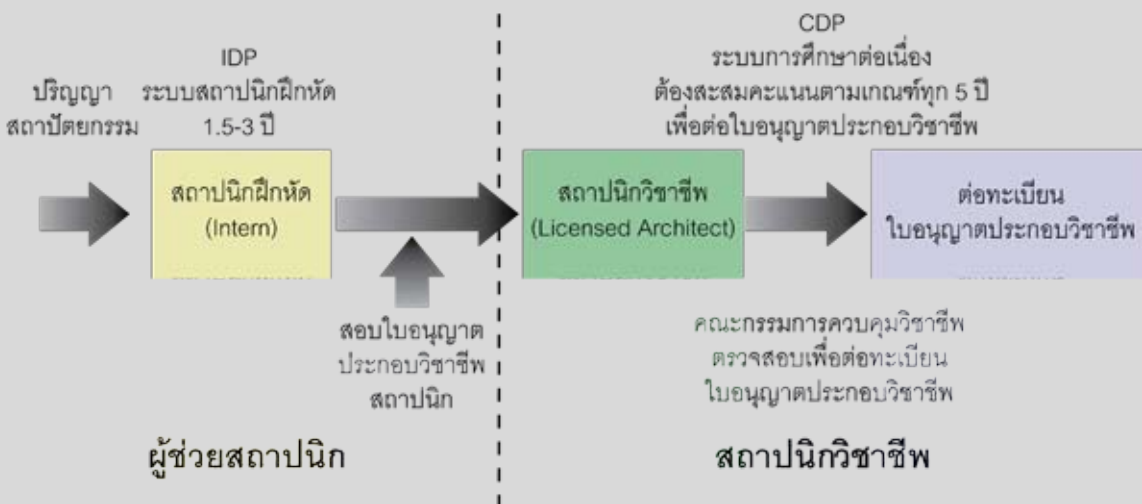 ปริญญา
สถาปัตยกรรม
IDP
ระบบสถาปนิกฝึกหัด
1.5-3 ปี
CDP
ระบบการศึกษาต่อเนื่อง
ต้องสะสมคะแนนตามเกณฑ์ทุก 5 ปี
เพื่อต่อใบอนุญาตประกอบวิชาชีพ
สถาปนิกฝึกหัด
(Intern)
สถาปนิกวิชาชีพ
(Licensed Architect)
ต่อทะเบียน
ใบอนุญาตประกอบวิชาชีพ
สอบใบอนุญาต
ประกอบวิชาชีพ
สถาปนิก
คณะกรรมการควบคุมวิชาชีพ
ตรวจสอบเพื่อต่อทะเบียน
ใบอนุญาตประกอบวิชาชีพ
ผู้ช่วยสถาปนิก
สถาปนิกวิชาชีพ